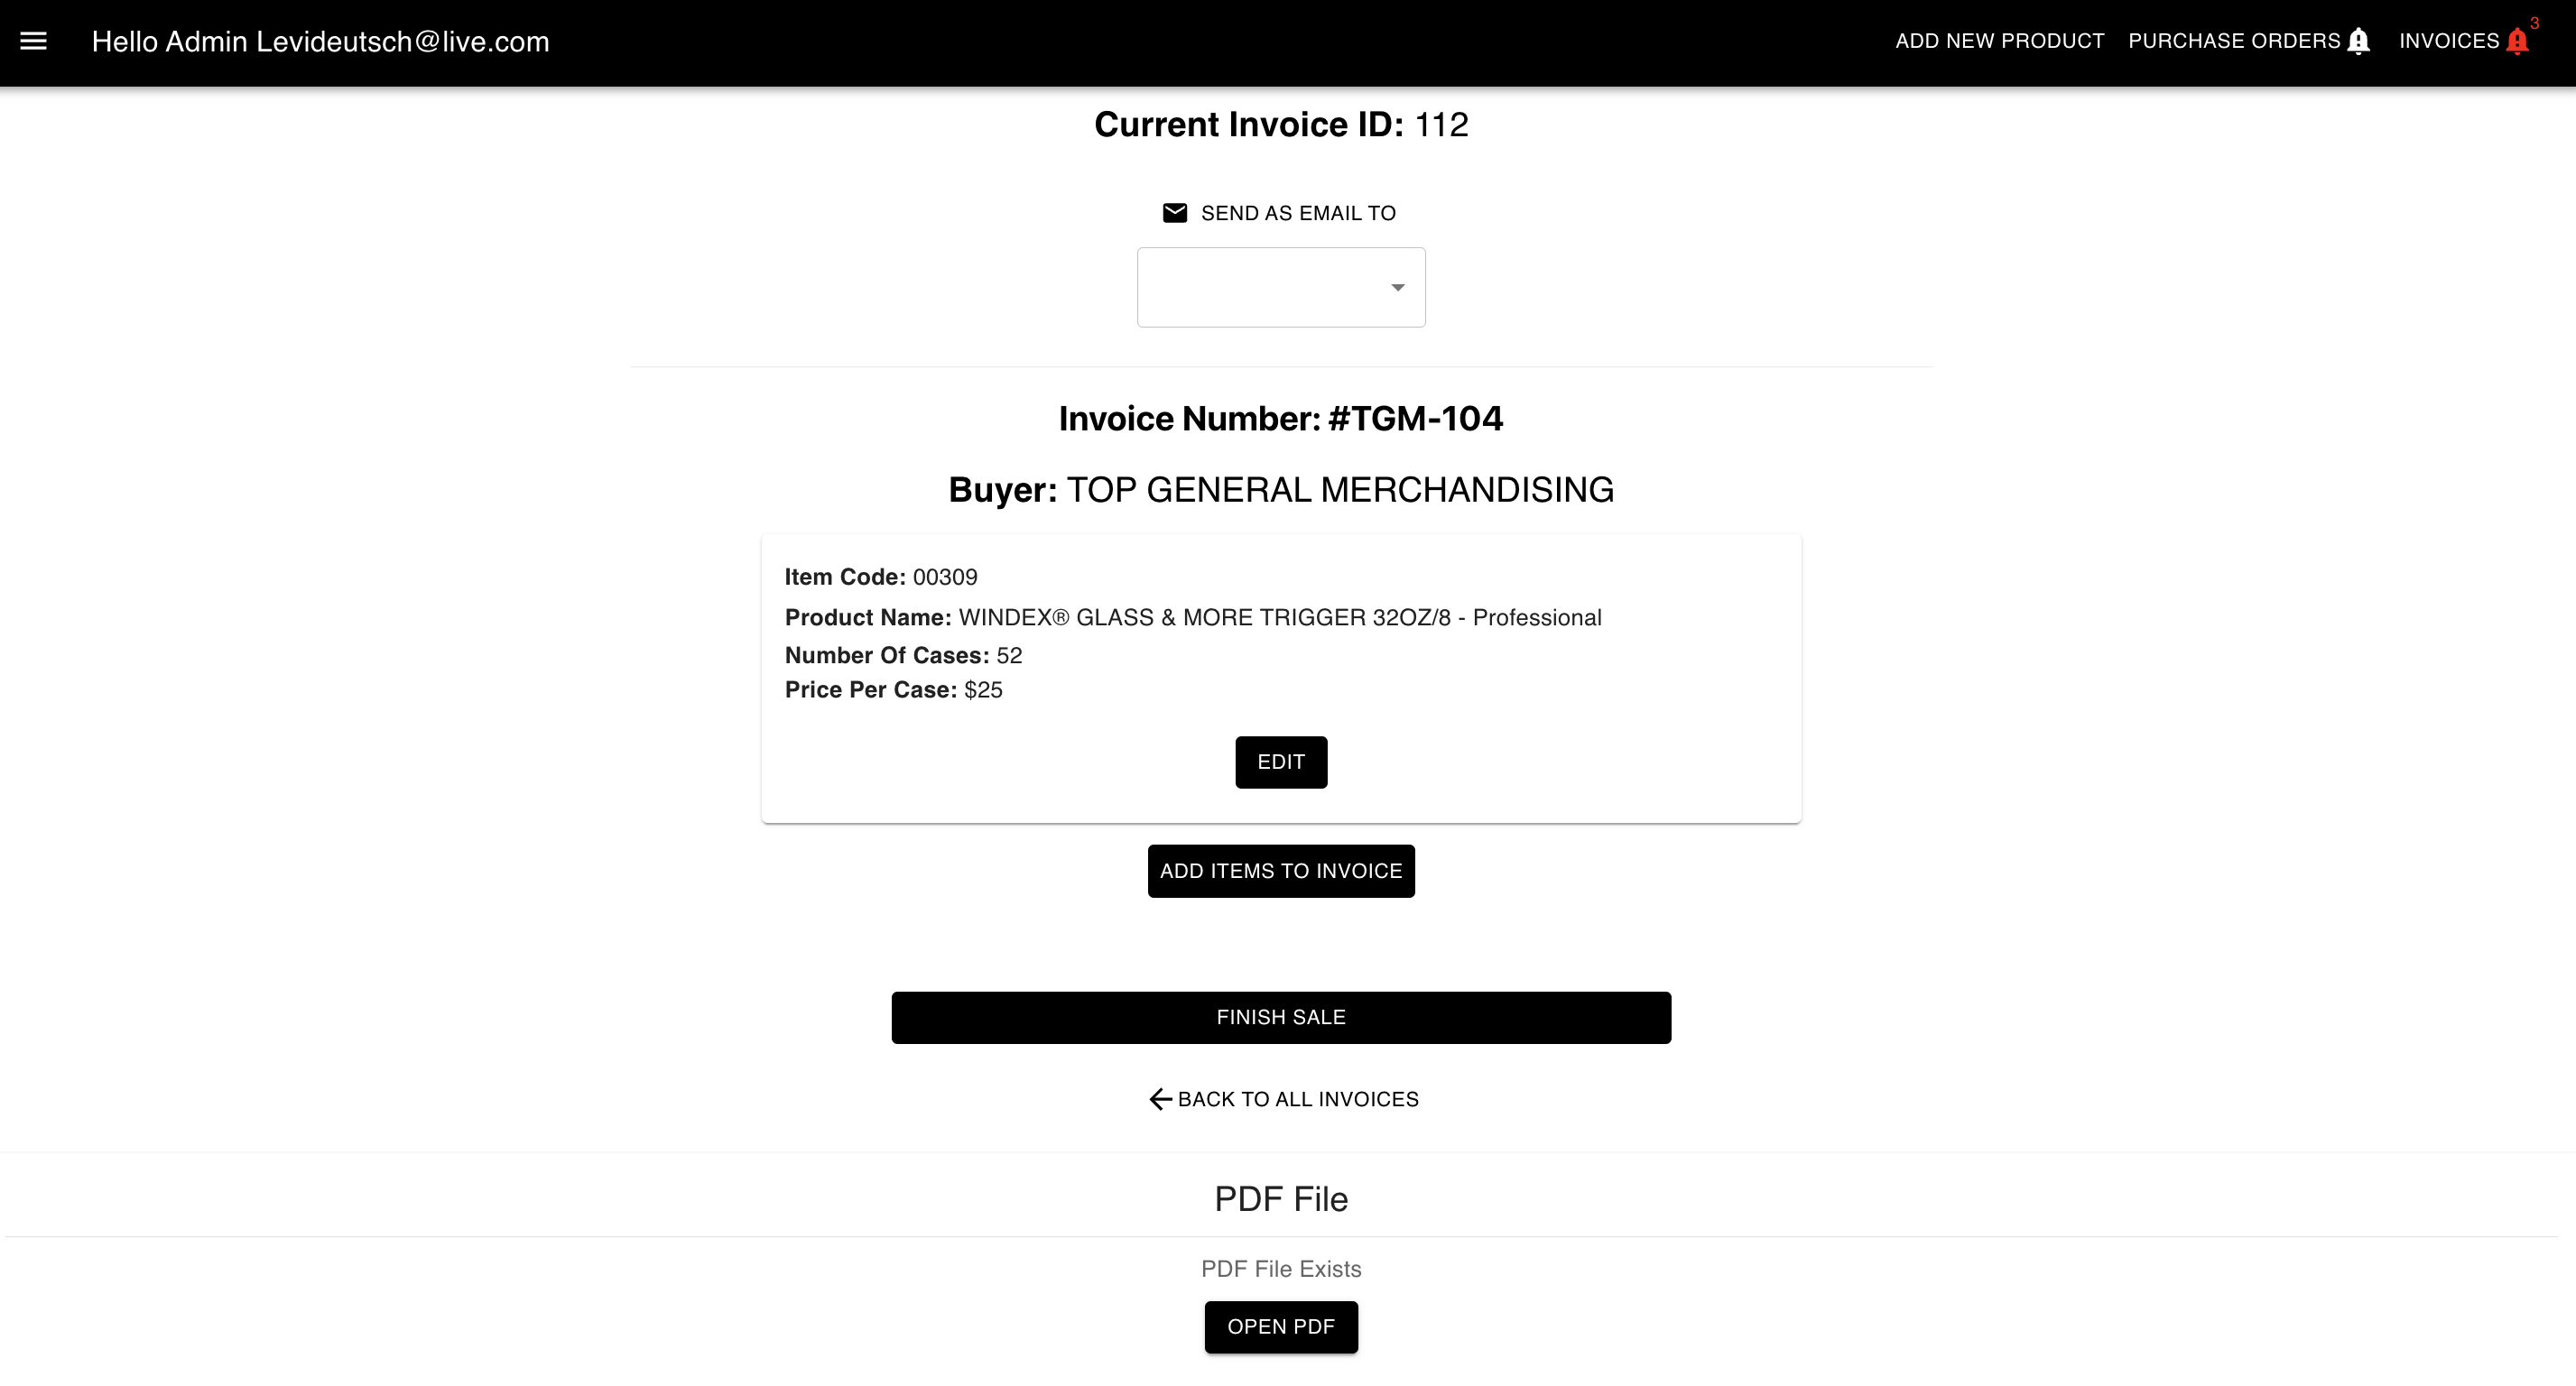 Hello Admin Levideutsch@live.com
ADD NEW PRODUCT PURCHASE ORDERS INVOICES 3
Current Invoice ID: 112
SEND AS EMAIL TO
Invoice Number: #TGM-104
Buyer: TOP GENERAL MERCHANDISING
Item Code: 00309
Product Name: WINDEX® GLASS & MORE TRIGGER 32OZ/8 - Professional
Number Of Cases: 52
Price Per Case: $25
EDIT
ADD ITEMS TO INVOICE
FINISH SALE
BACK TO ALL INVOICES
PDF File
PDF File Exists
OPEN PDF